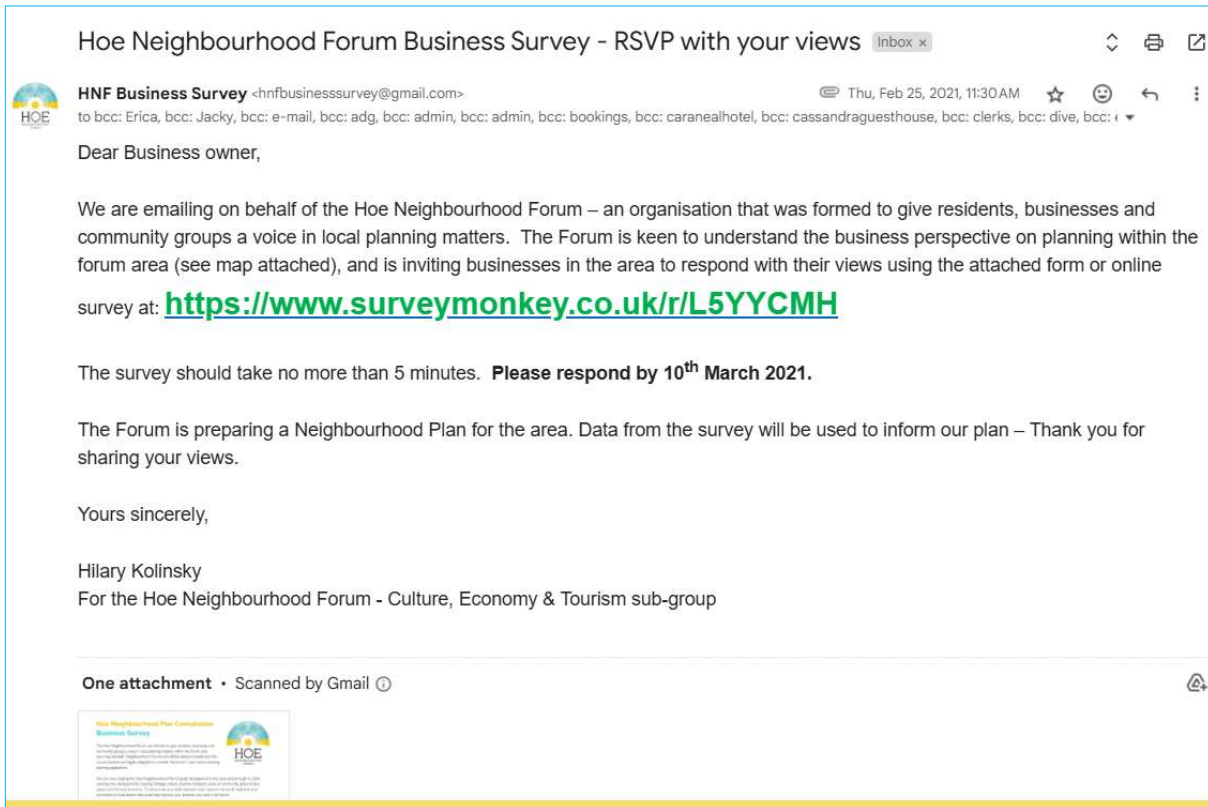 Hoe Neighbourhood Forum Business Survey - RSVP with your views Inbox x
HNF Business Survey <hnfbusinesssurvey@gmail.com> Thu, Feb 25, 2021, 11:30 AM
HOE
to bcc: Erica, bcc: Jacky, bcc: e-mail, bcc: adg, bcc: admin, bcc: admin, bcc: bookings, bcc: caranealhotel, bcc: cassandraguesthouse, bcc: clerks, bcc: dive, bcc:
Dear Business owner,
We are emailing on behalf of the Hoe Neighbourhood Forum – an organisation that was formed to give residents, businesses and
community groups a voice in local planning matters. The Forum is keen to understand the business perspective on planning within the
forum area (see map attached), and is inviting businesses in the area to respond with their views using the attached form or online
survey at: https://www.surveymonkey.co.uk/r/L5YYCMH
The survey should take no more than 5 minutes. Please respond by 10th March 2021.
The Forum is preparing a Neighbourhood Plan for the area. Data from the survey will be used to inform our plan – Thank you for
sharing your views.
Yours sincerely,
Hilary Kolinsky
For the Hoe Neighbourhood Forum - Culture, Economy & Tourism sub-group
One attachment • Scanned by Gmail
Hoe Neighbourhood Plan Consultation
Business Survey
HOE